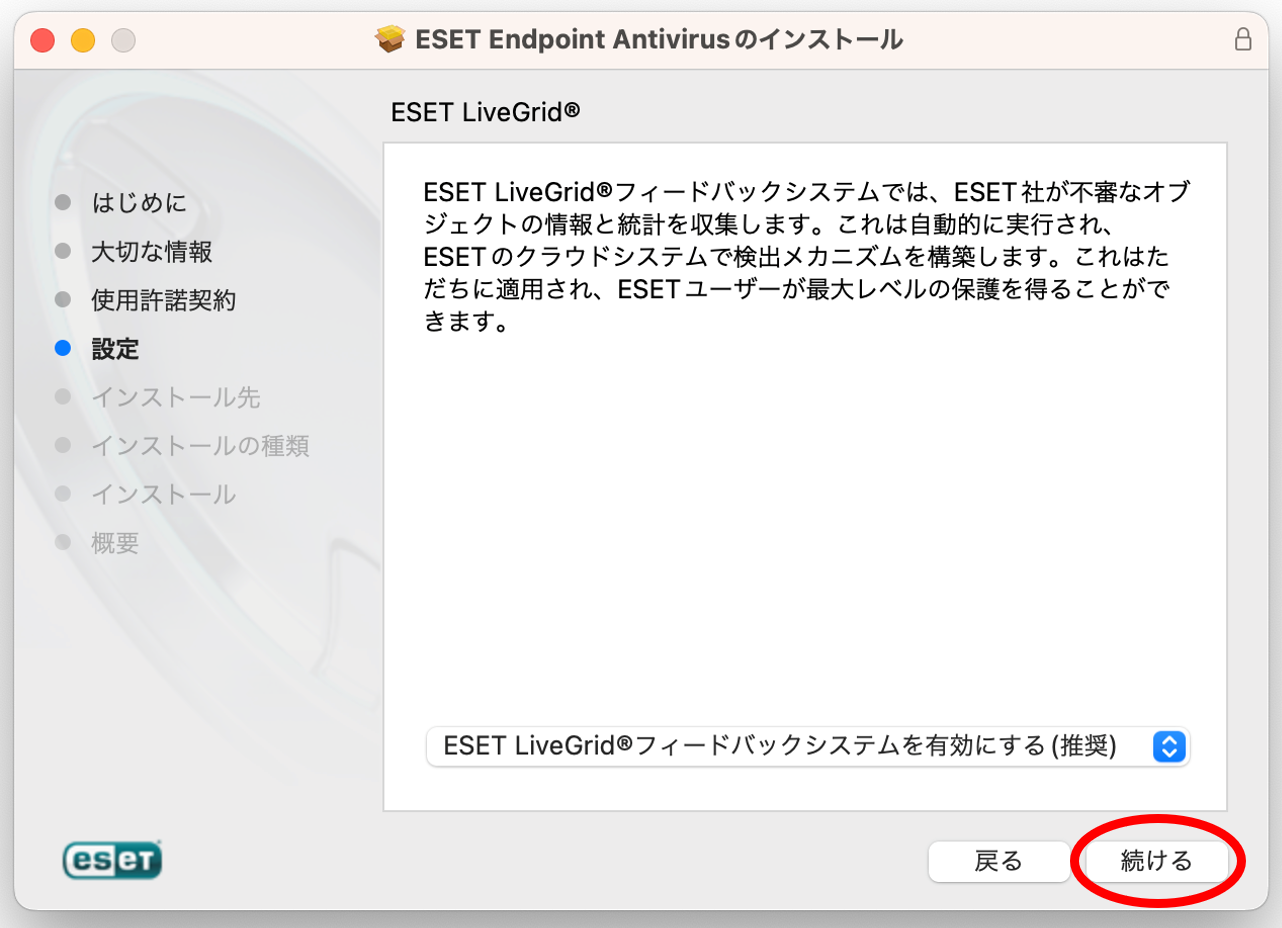 ESET Endpoint Antivirusのインストール
ESET LiveGrid®
はじめに
大切な情報
使用許諾契約
設定
インストール先
インストールの種類
インストール
概要
ESET LiveGrid®フィードバックシステムでは、ESET社が不審なオブ
ジェクトの情報と統計を収集します。これは自動的に実行され、
ESETのクラウドシステムで検出メカニズムを構築します。これはた
だちに適用され、ESETユーザーが最大レベルの保護を得ることがで
きます。
ESET LiveGrid®フィードバックシステムを有効にする (推奨)
eset
戻る
続ける